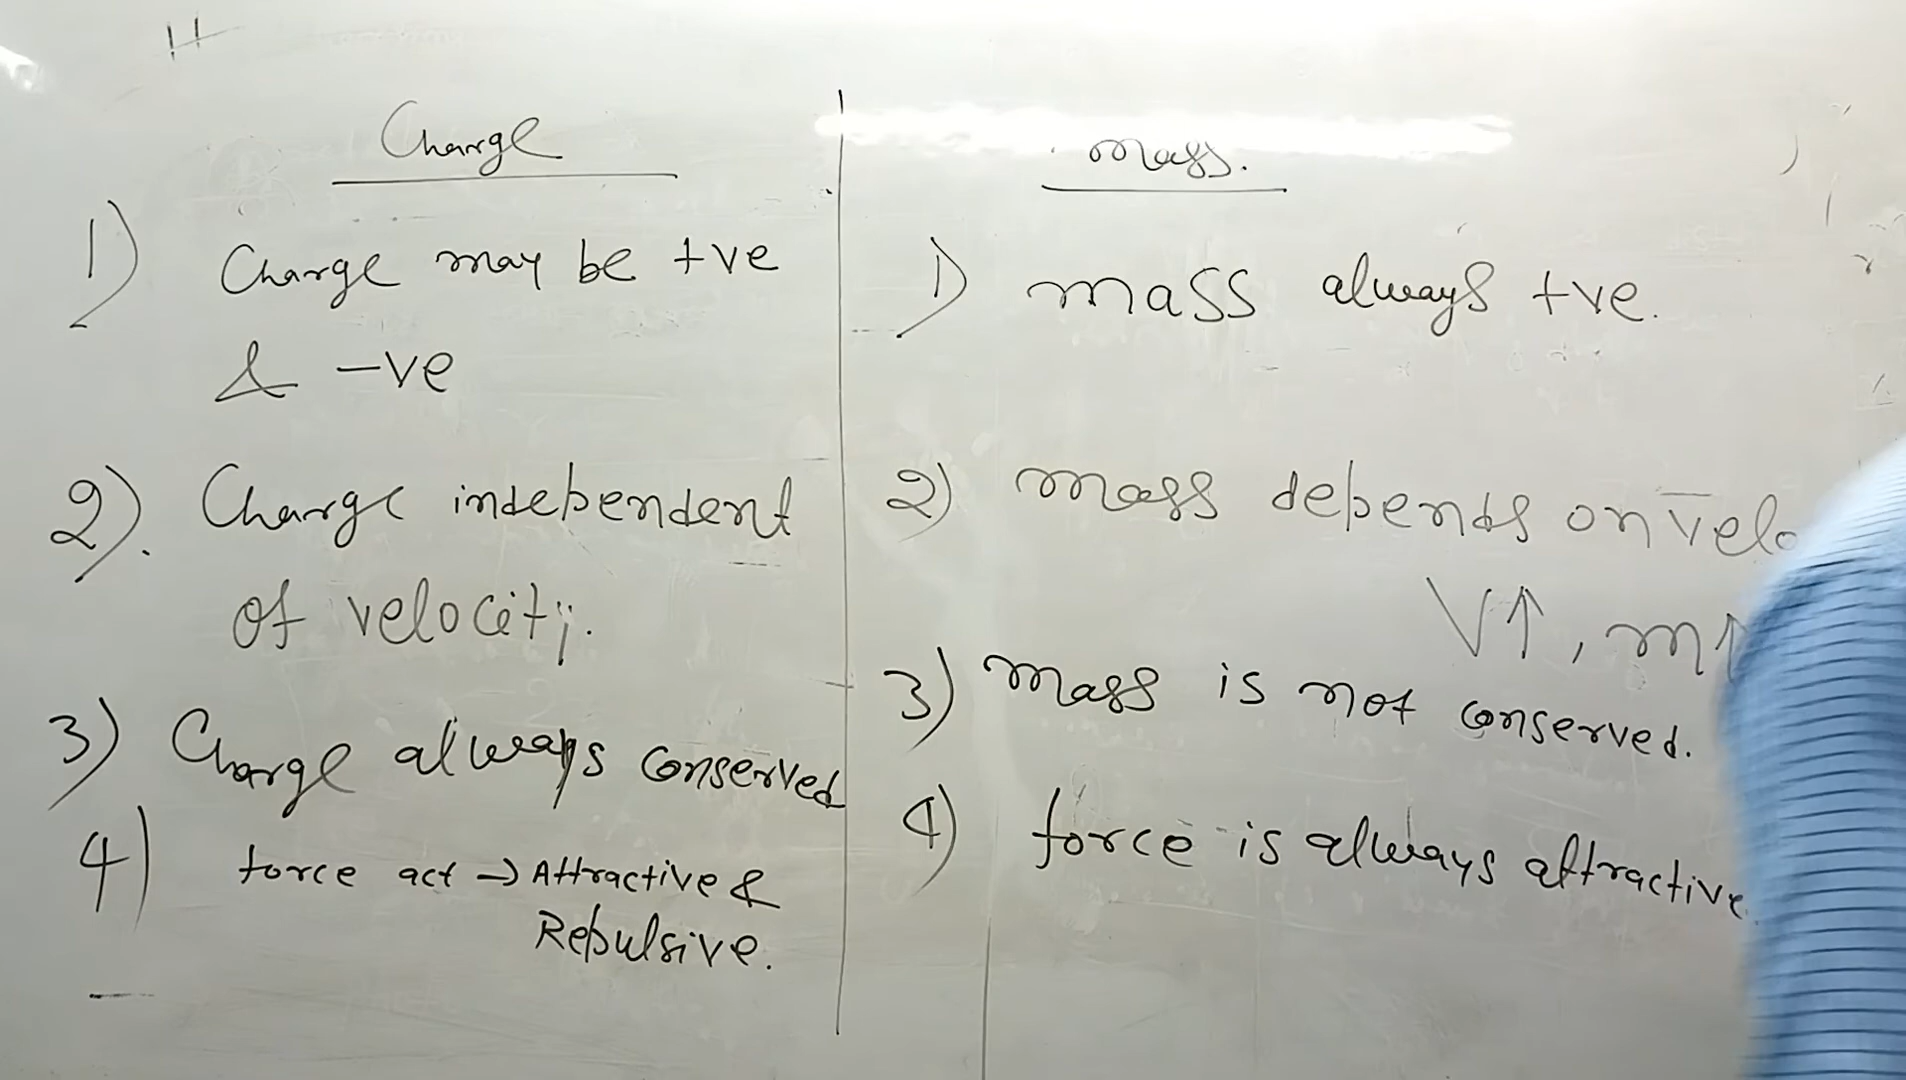 Charge
1) Charge may be +ve
& -ve
2). Charge independent
of velocity.
3) Charge always conserved
4) force act → Attractive &
Repulsive.
Mass.
1) mass always +ve.
2) mass depends on velo
V↑, m↑
3) mass is not conserved.
4) force is always attractive.